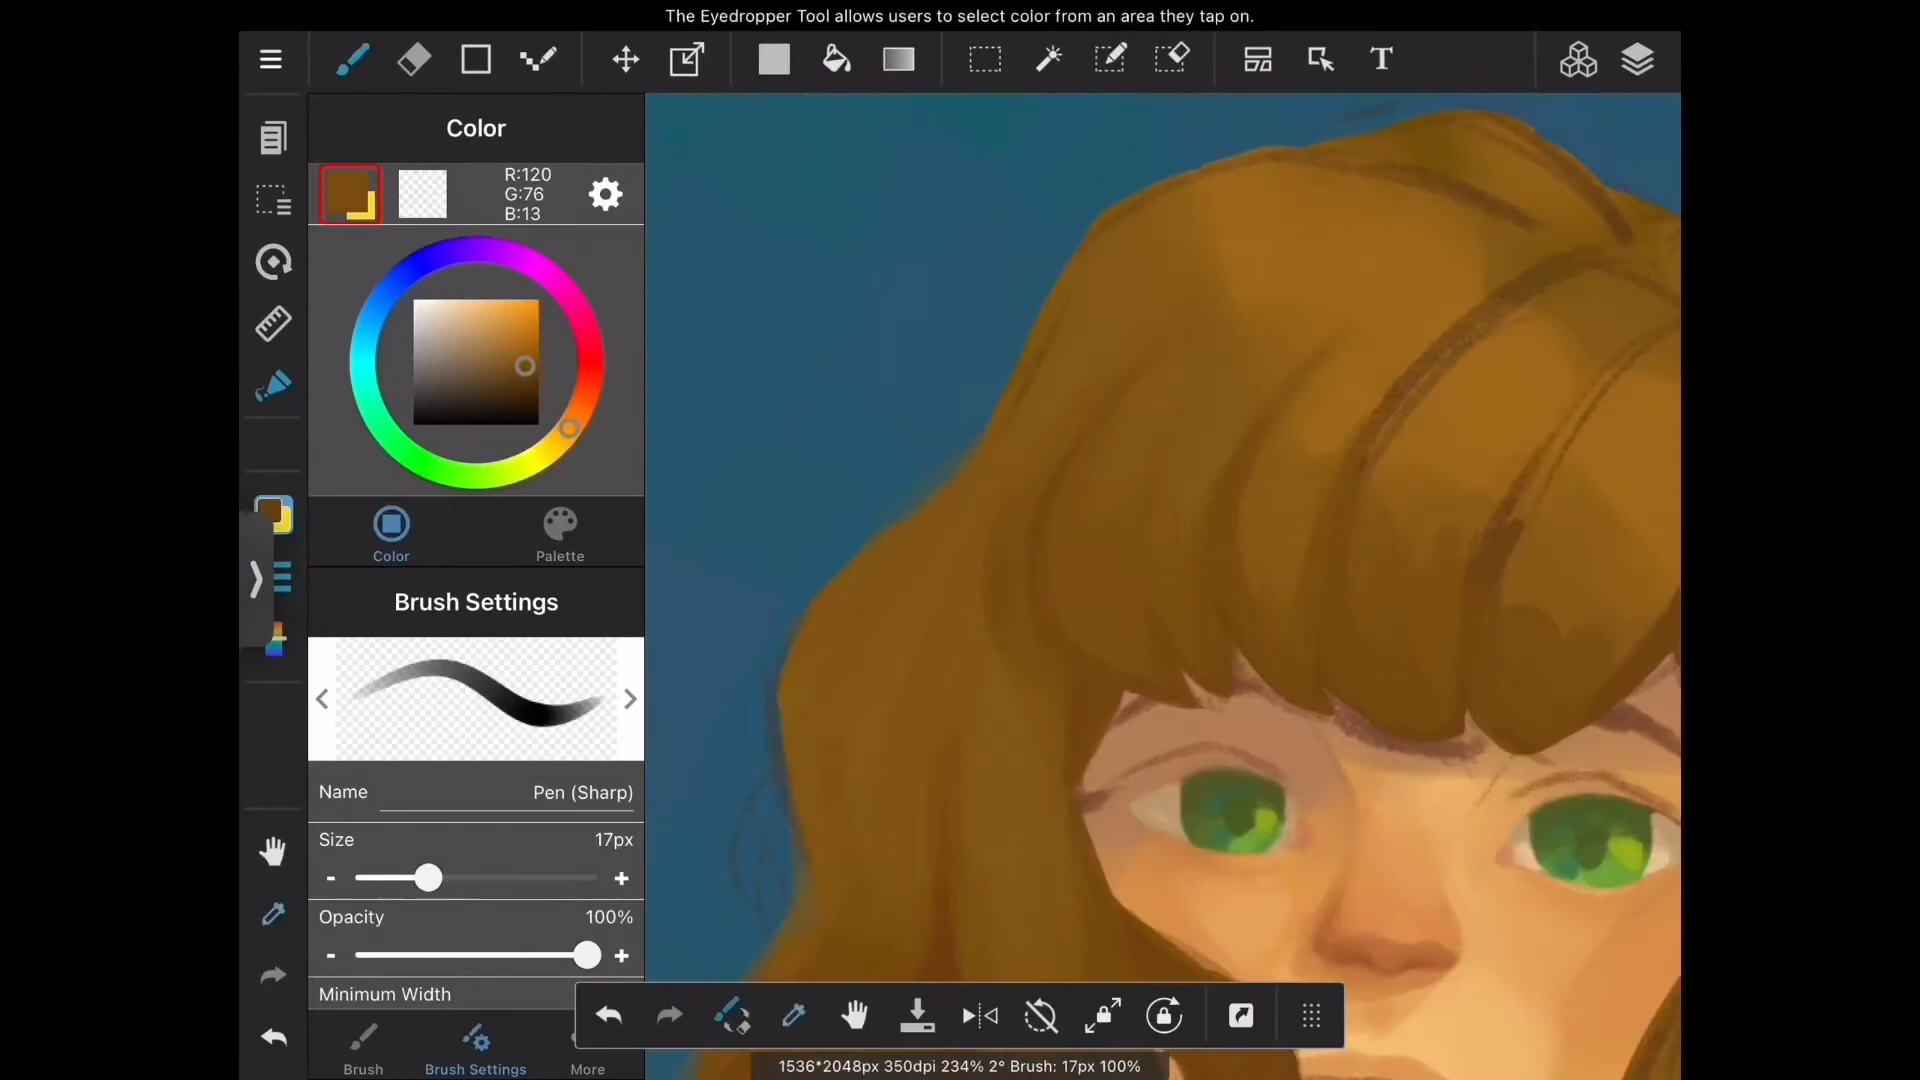 The Eyedropper Tool allows users to select color from an area they tap on.
T
Color
R:120
G:76
B:13
Color
Palette
Brush Settings
Name
Pen (Sharp)
Size
17px
-
+
Opacity
100%
-
+
Minimum Width
Brush
Brush Settings
More
1536*2048px 350dpi 234% 2° Brush: 17px 100%